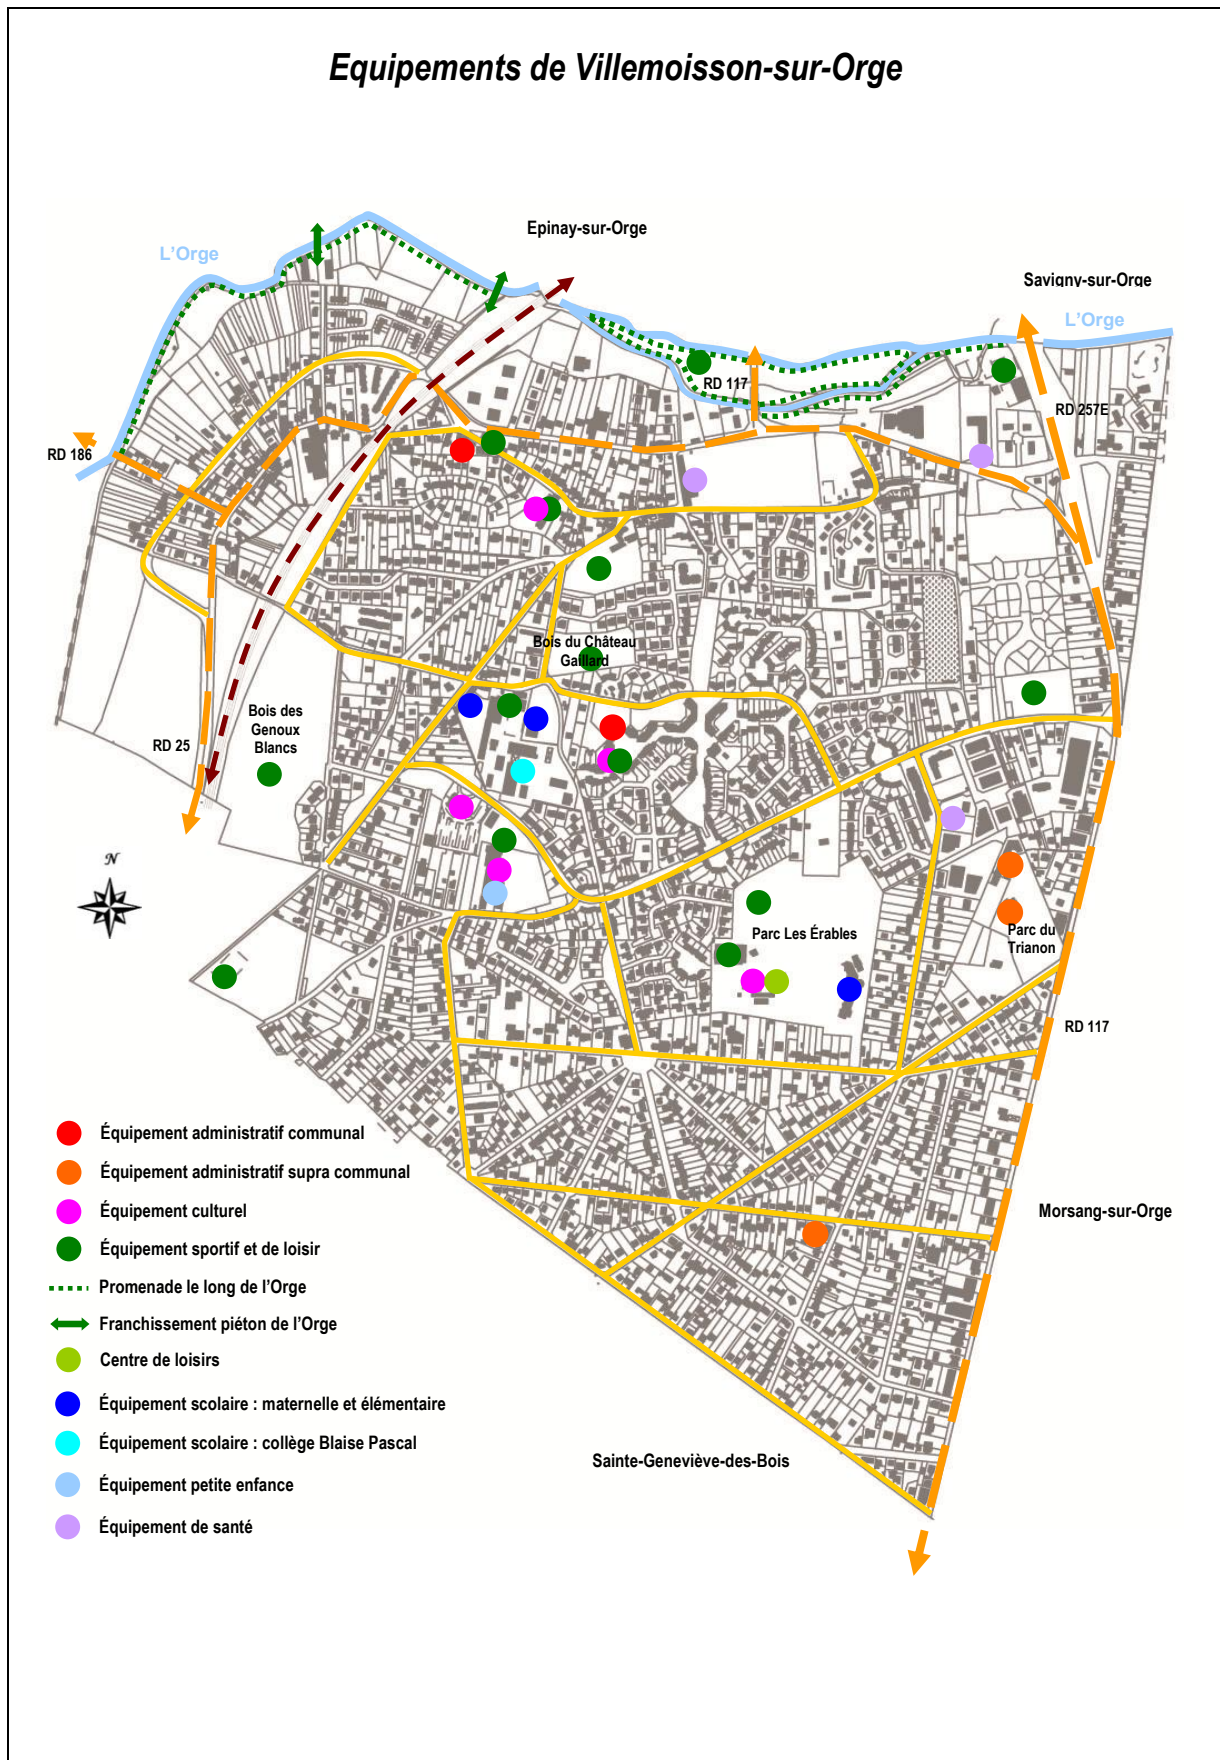 Equipements de Villemoisson-sur-Orge
Epinay-sur-Orge
L'Orge
Savigny-sur-Orge
L'Orge
RD 117
RD 257E
RD 186
Bois du Château
Gaillard
Bois des
Genoux
Blancs
RD 25
N
Parc Les Érables
Parc du
Trianon
RD 117
Équipement administratif communal
Équipement administratif supra communal
Équipement culturel
Équipement sportif et de loisir
Promenade le long de l'Orge
Franchissement piéton de l'Orge
Centre de loisirs
Équipement scolaire : maternelle et élémentaire
Équipement scolaire : collège Blaise Pascal
Équipement petite enfance
Équipement de santé
Morsang-sur-Orge
Sainte-Geneviève-des-Bois